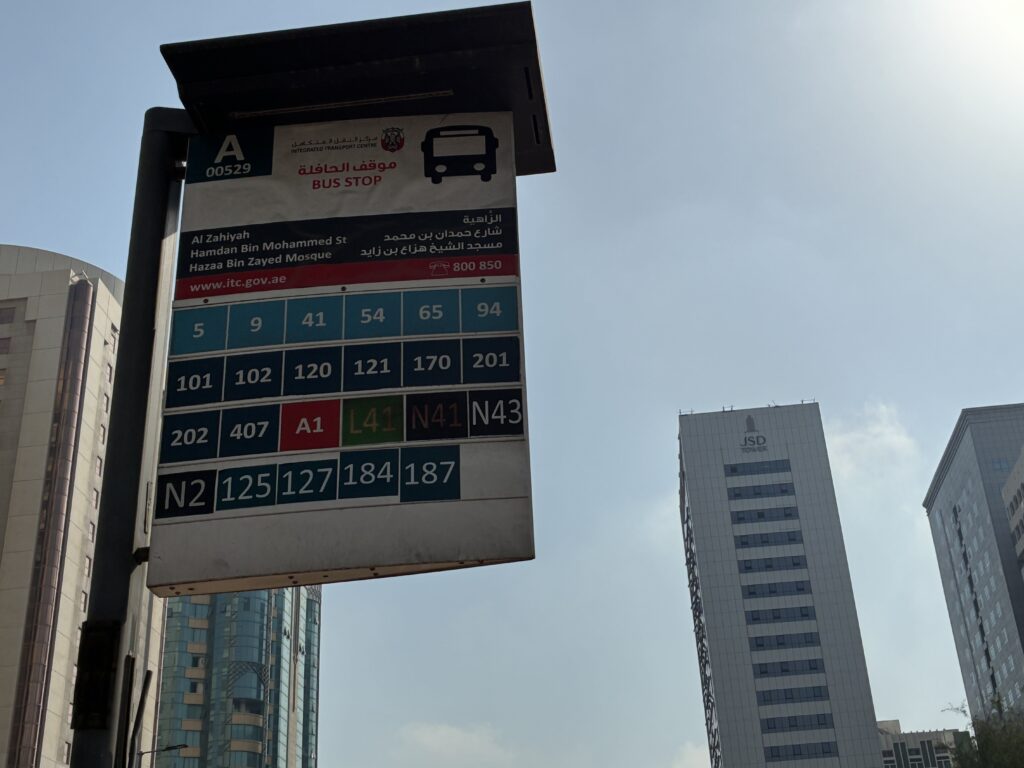 A
00529
مركز النقل المتكامل
INTEGRATED TRANSPORT CENTRE
موقف الحافلة
BUS STOP
Al Zahiyah
Hamdan Bin Mohammed St
Hazaa Bin Zayed Mosque
الزاهية
شارع حمدان بن محمد
مسجد الشيخ هزاع بن زايد
www.itc.gov.ae
800 850
5 9 41 54 65 94
101 102 120 121 170 201
202 407 A1 L41 N41 N43
N2 125 127 184 187
JSD
TOWER